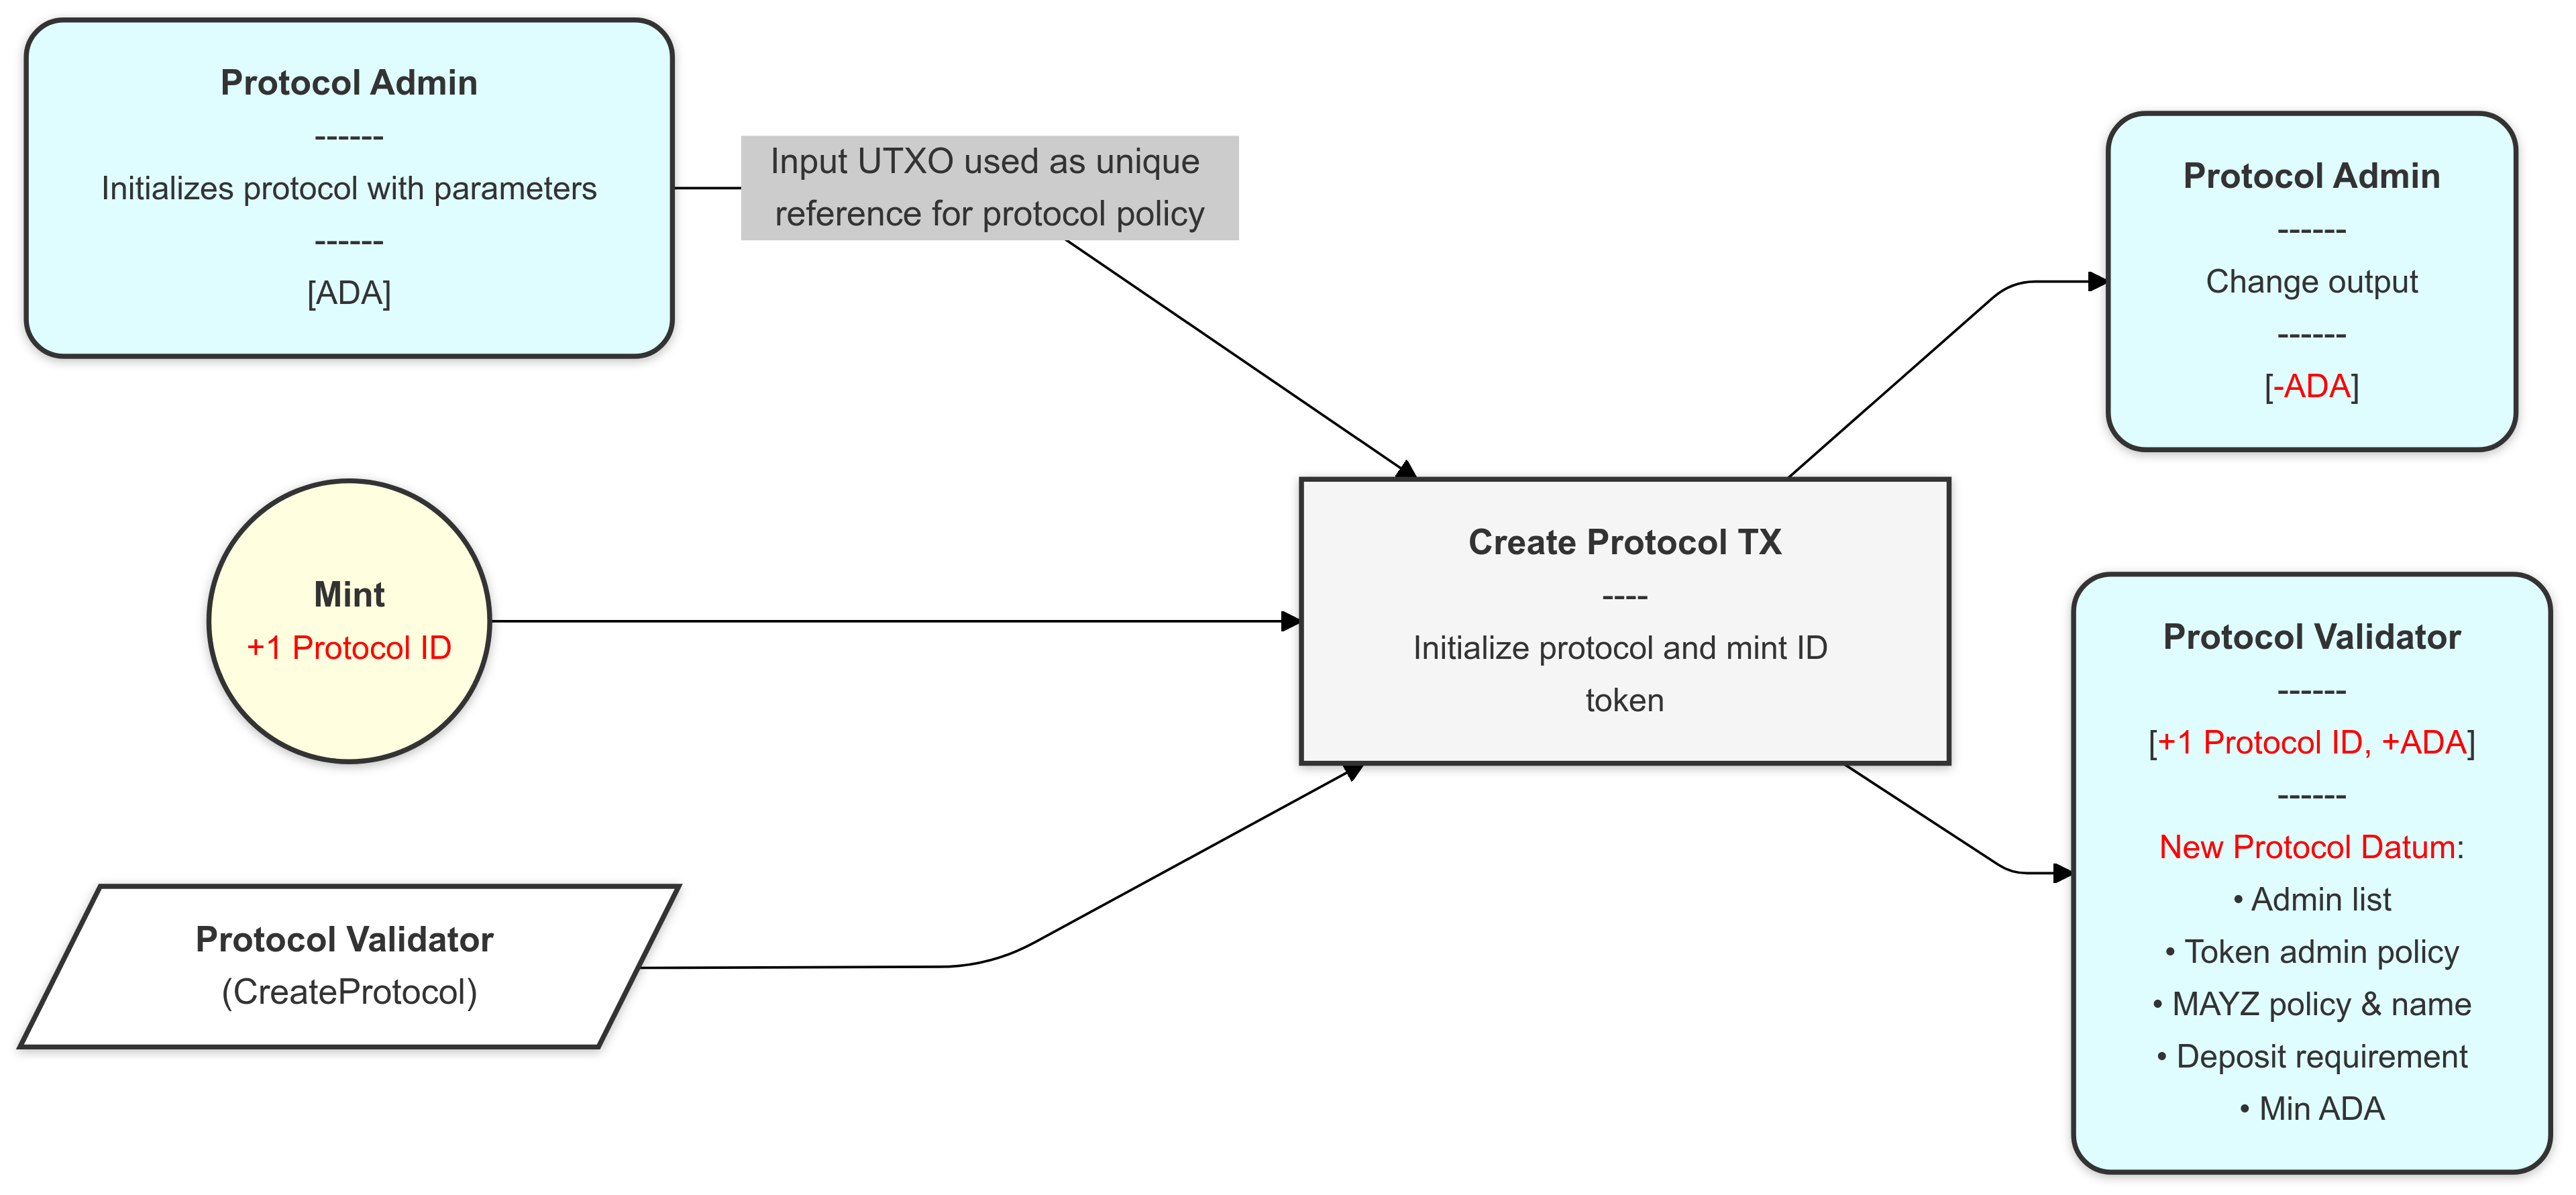 Protocol Admin
------
Initializes protocol with parameters
------
[ADA]
Input UTXO used as unique
reference for protocol policy
Mint
+1 Protocol ID
Protocol Validator
(CreateProtocol)
Create Protocol TX
----
Initialize protocol and mint ID
token
Protocol Admin
------
Change output
------
[-ADA]
Protocol Validator
------
[+1 Protocol ID, +ADA]
------
New Protocol Datum:
• Admin list
• Token admin policy
• MAYZ policy & name
• Deposit requirement
• Min ADA